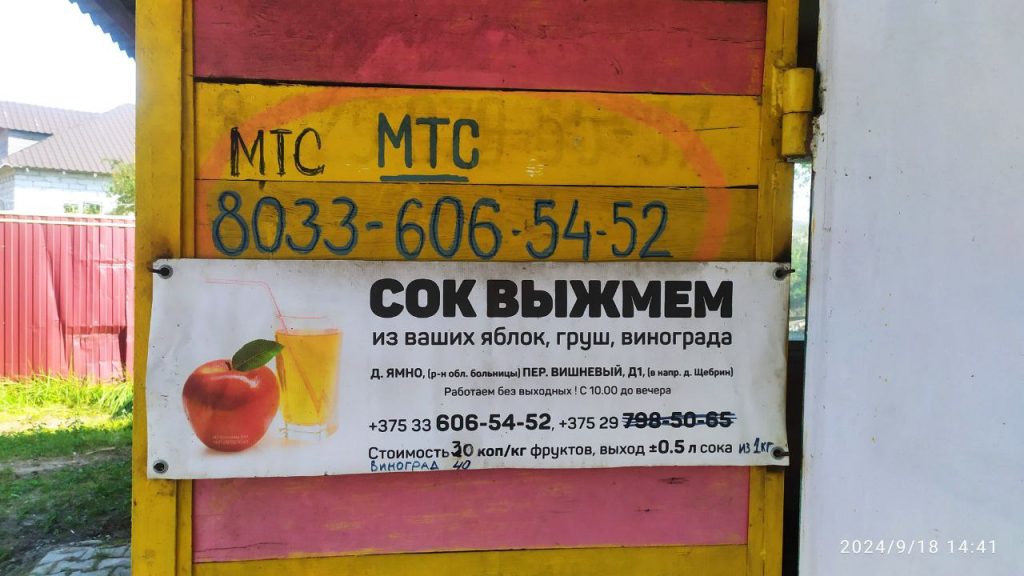 МТС МТС
8033-606-54-52
СОК ВЫЖМЕМ
из ваших яблок, груш, винограда
Д. ЯМНО, (р-н обл. больницы) ПЕР. ВИШНЕВЫЙ, Д1, (в напр. д. Щебрин)
Работаем без выходных ! С 10.00 до вечера
+375 33 606-54-52, +375 29 798-50-65
Стоимость 30 коп/кг фруктов, выход ±0.5 л сока из 1 кг
Виноград 40
2024/9/18 14:41